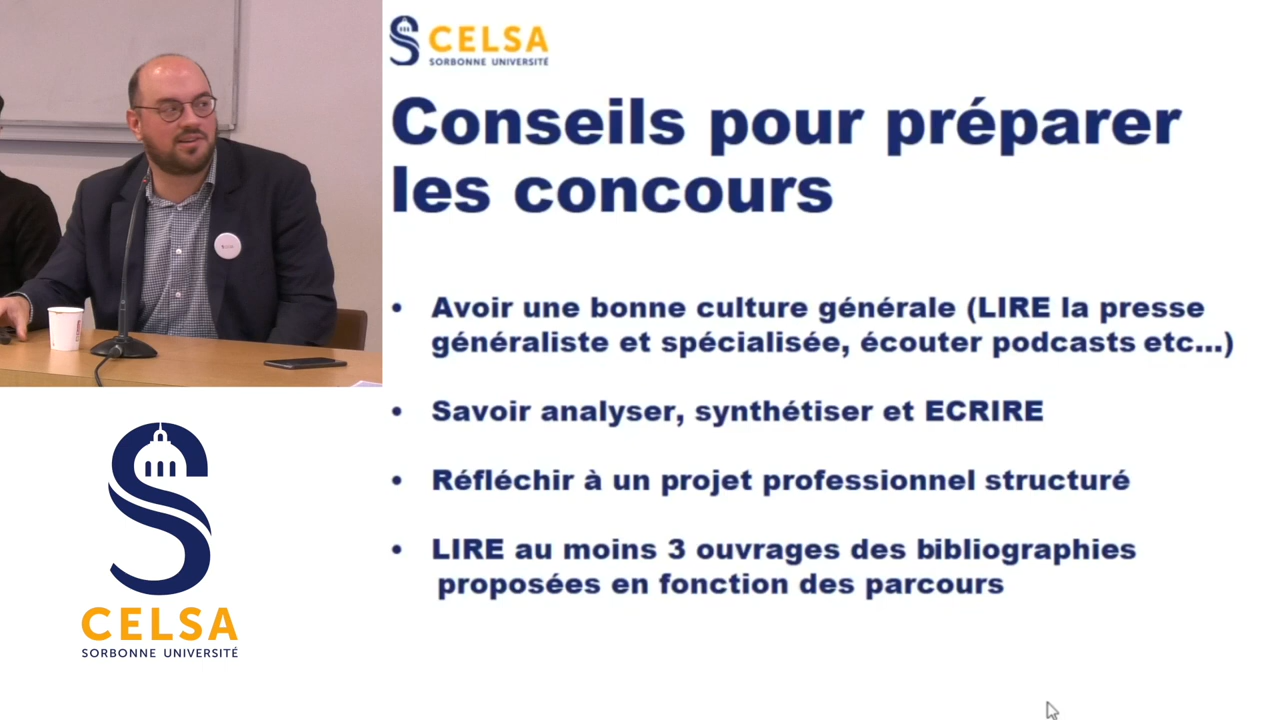 CELSA
SORBONNE UNIVERSITÉ
Conseils pour préparer
les concours
• Avoir une bonne culture générale (LIRE la presse
généraliste et spécialisée, écouter podcasts etc...)
• Savoir analyser, synthétiser et ECRIRE
• Réfléchir à un projet professionnel structuré
• LIRE au moins 3 ouvrages des bibliographies
proposées en fonction des parcours
CELSA
SORBONNE UNIVERSITÉ